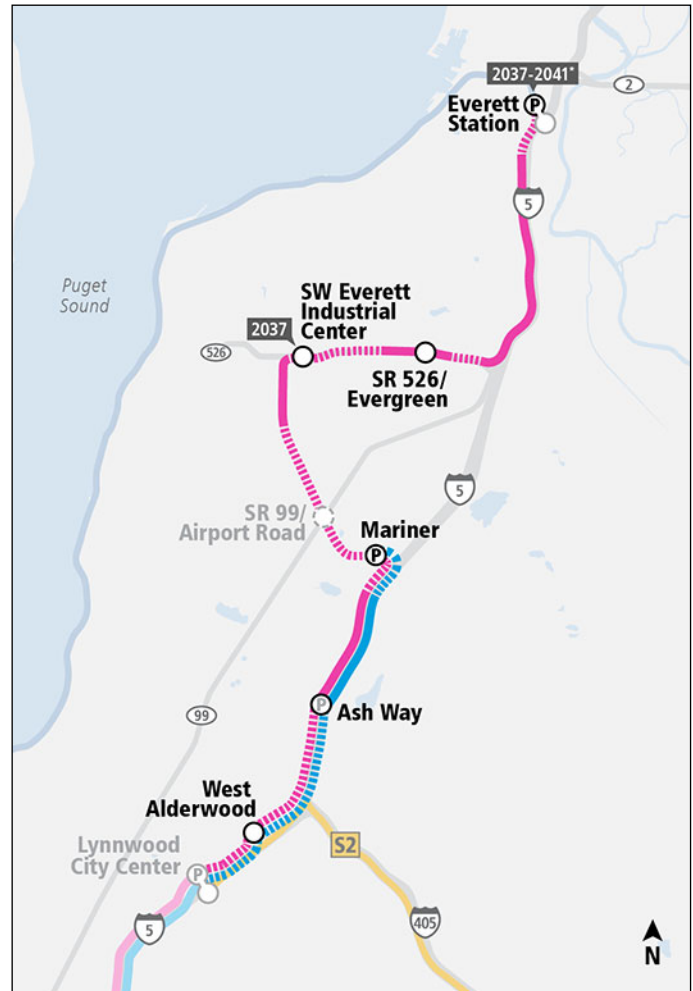 2037-2041*
2
Everett
Station
P
5
Puget
Sound
SW Everett
Industrial
Center
2037
526
SR 526/
Evergreen
5
SR 99/
Airport Road
Mariner
P
P
Ash Way
99
West
Alderwood
Lynnwood
City Center
P
S2
5
405
N